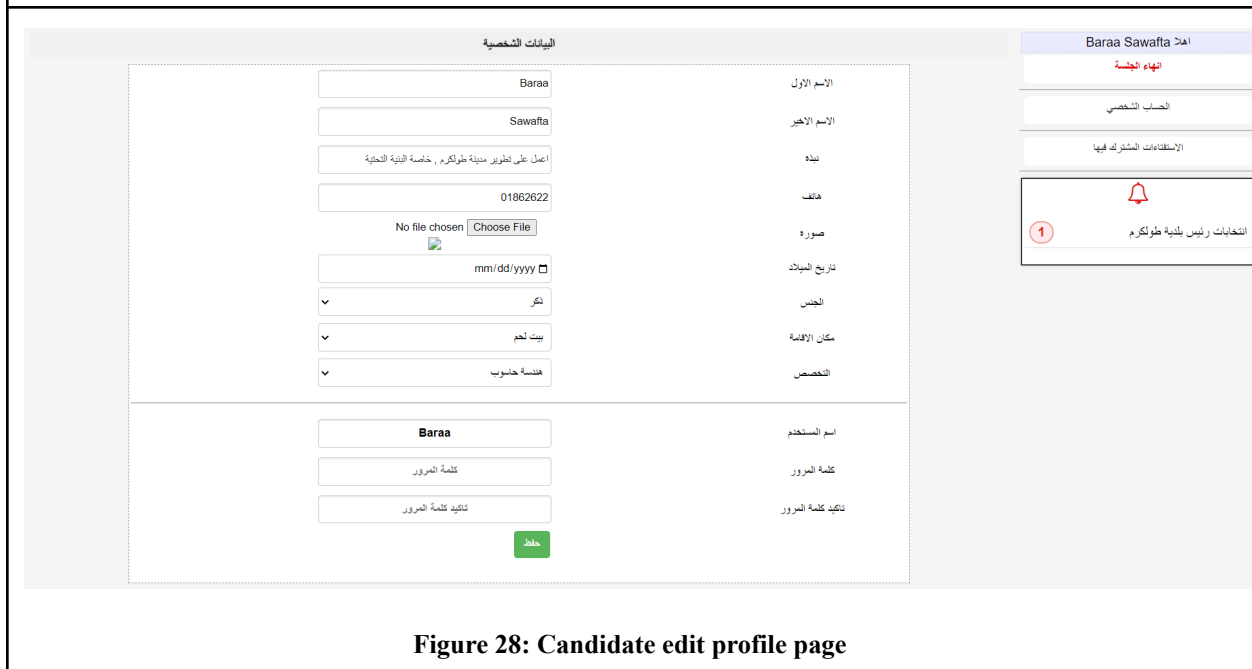 اهلا Baraa Sawafta
انهاء الجلسة
الحساب الشخصي
الاستفتاءات المشترك فيها
انتخابات رئيس بلدية طولكرم 1
البيانات الشخصية
الاسم الاول Baraa
الاسم الاخير Sawafta
نبذه اعمل على تطوير مدينة طولكرم , خاصة البنية التحتية
هاتف 01862622
صورة Choose File No file chosen
تاريخ الميلاد mm/dd/yyyy
الجنس ذكر
مكان الاقامة بيت لحم
التخصص هندسة حاسوب
اسم المستخدم Baraa
كلمة المرور كلمة المرور
تاكيد كلمة المرور تاكيد كلمة المرور
حفظ
Figure 28: Candidate edit profile page